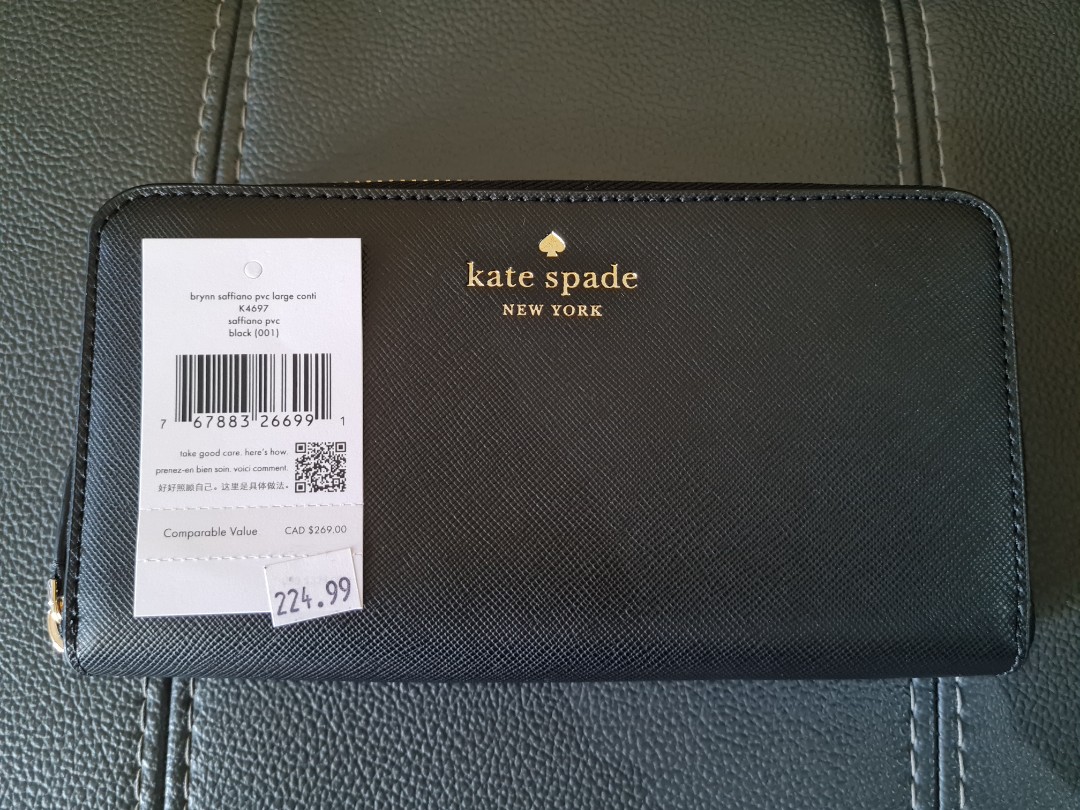 kate spade
NEW YORK
brynn saffiano pvc large conti
K4697
saffiano pvc
black (001)
7 67883 26699 1
take good care. here's how.
prenez-en bien soin. voici comment.
好好照顾自己。这里是具体做法。
Comparable Value CAD $269.00
224.99